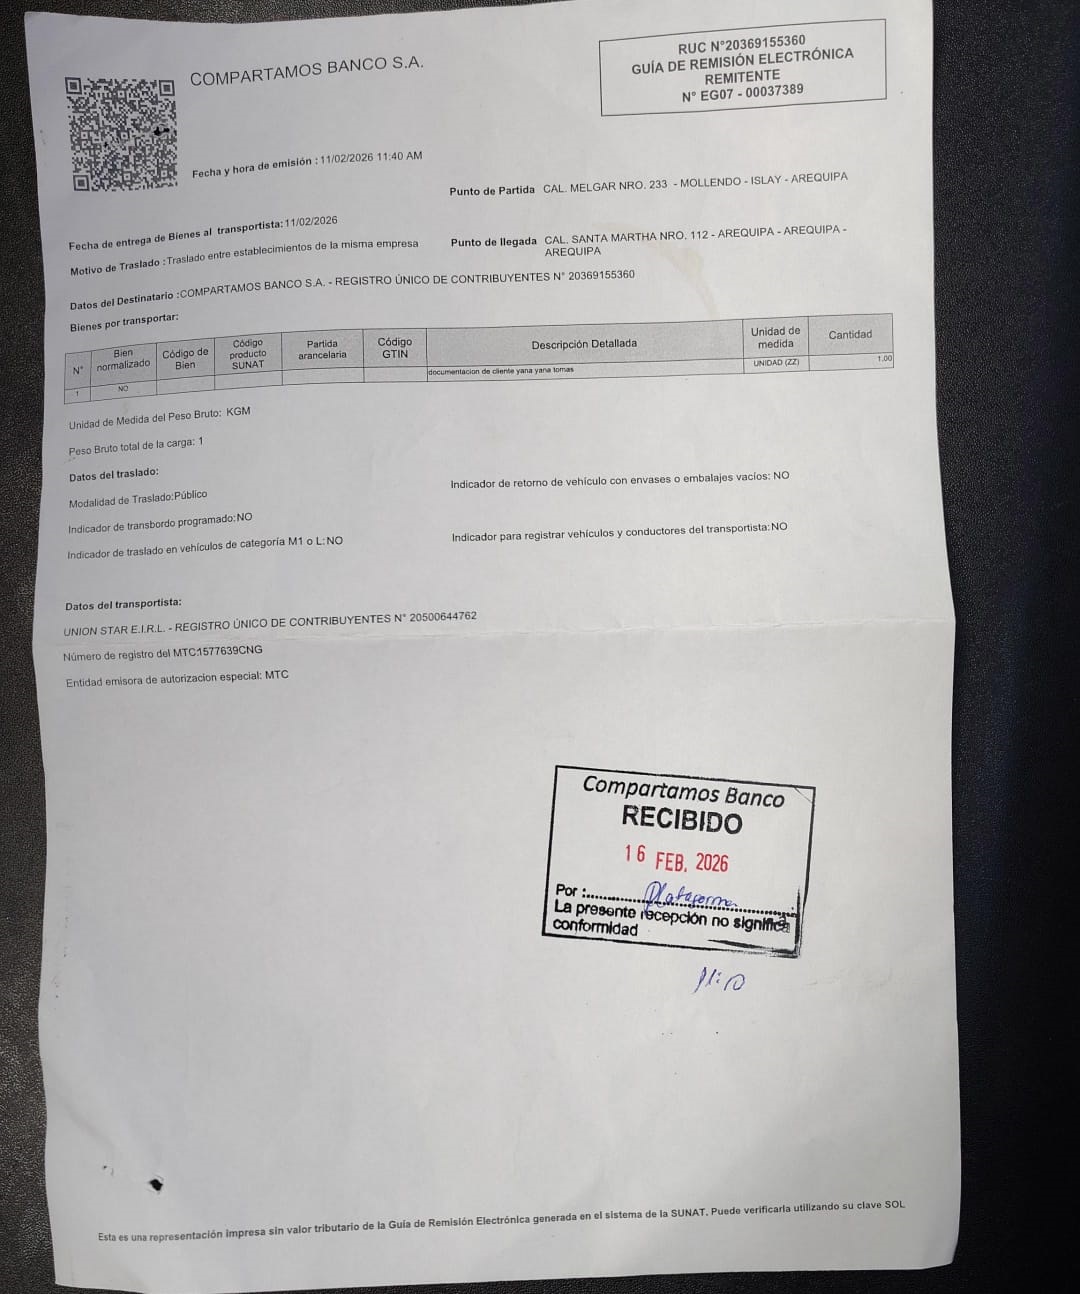 COMPARTAMOS BANCO S.A.
RUC N°20369155360
GUÍA DE REMISIÓN ELECTRÓNICA
REMITENTE
N° EG07 - 00037389
Fecha y hora de emisión : 11/02/2026 11:40 AM
Punto de Partida CAL. MELGAR NRO. 233 - MOLLENDO - ISLAY - AREQUIPA
Fecha de entrega de Bienes al transportista: 11/02/2026
Punto de llegada CAL. SANTA MARTHA NRO. 112 - AREQUIPA - AREQUIPA -
AREQUIPA
Motivo de Traslado : Traslado entre establecimientos de la misma empresa
Datos del Destinatario :COMPARTAMOS BANCO S.A. - REGISTRO ÚNICO DE CONTRIBUYENTES N° 20369155360
Bienes por transportar:
N° Bien normalizado Código de Bien Código producto SUNAT Partida arancelaria Código GTIN Descripción Detallada Unidad de medida Cantidad
1 NO documentacion de cliente yana yana tomas UNIDAD (ZZ) 1.00
Unidad de Medida del Peso Bruto: KGM
Peso Bruto total de la carga: 1
Datos del traslado:
Modalidad de Traslado:Público
Indicador de retorno de vehículo con envases o embalajes vacíos: NO
Indicador de transbordo programado:NO
Indicador de traslado en vehículos de categoría M1 o L:NO
Indicador para registrar vehículos y conductores del transportista:NO
Datos del transportista:
UNION STAR E.I.R.L. - REGISTRO ÚNICO DE CONTRIBUYENTES N° 20500644762
Número de registro del MTC:1577639CNG
Entidad emisora de autorizacion especial: MTC
Compartamos Banco
RECIBIDO
16 FEB. 2026
Por :.......... Plataforma
La presente recepción no significa
conformidad
Esta es una representación impresa sin valor tributario de la Guía de Remisión Electrónica generada en el sistema de la SUNAT. Puede verificarla utilizando su clave SOL